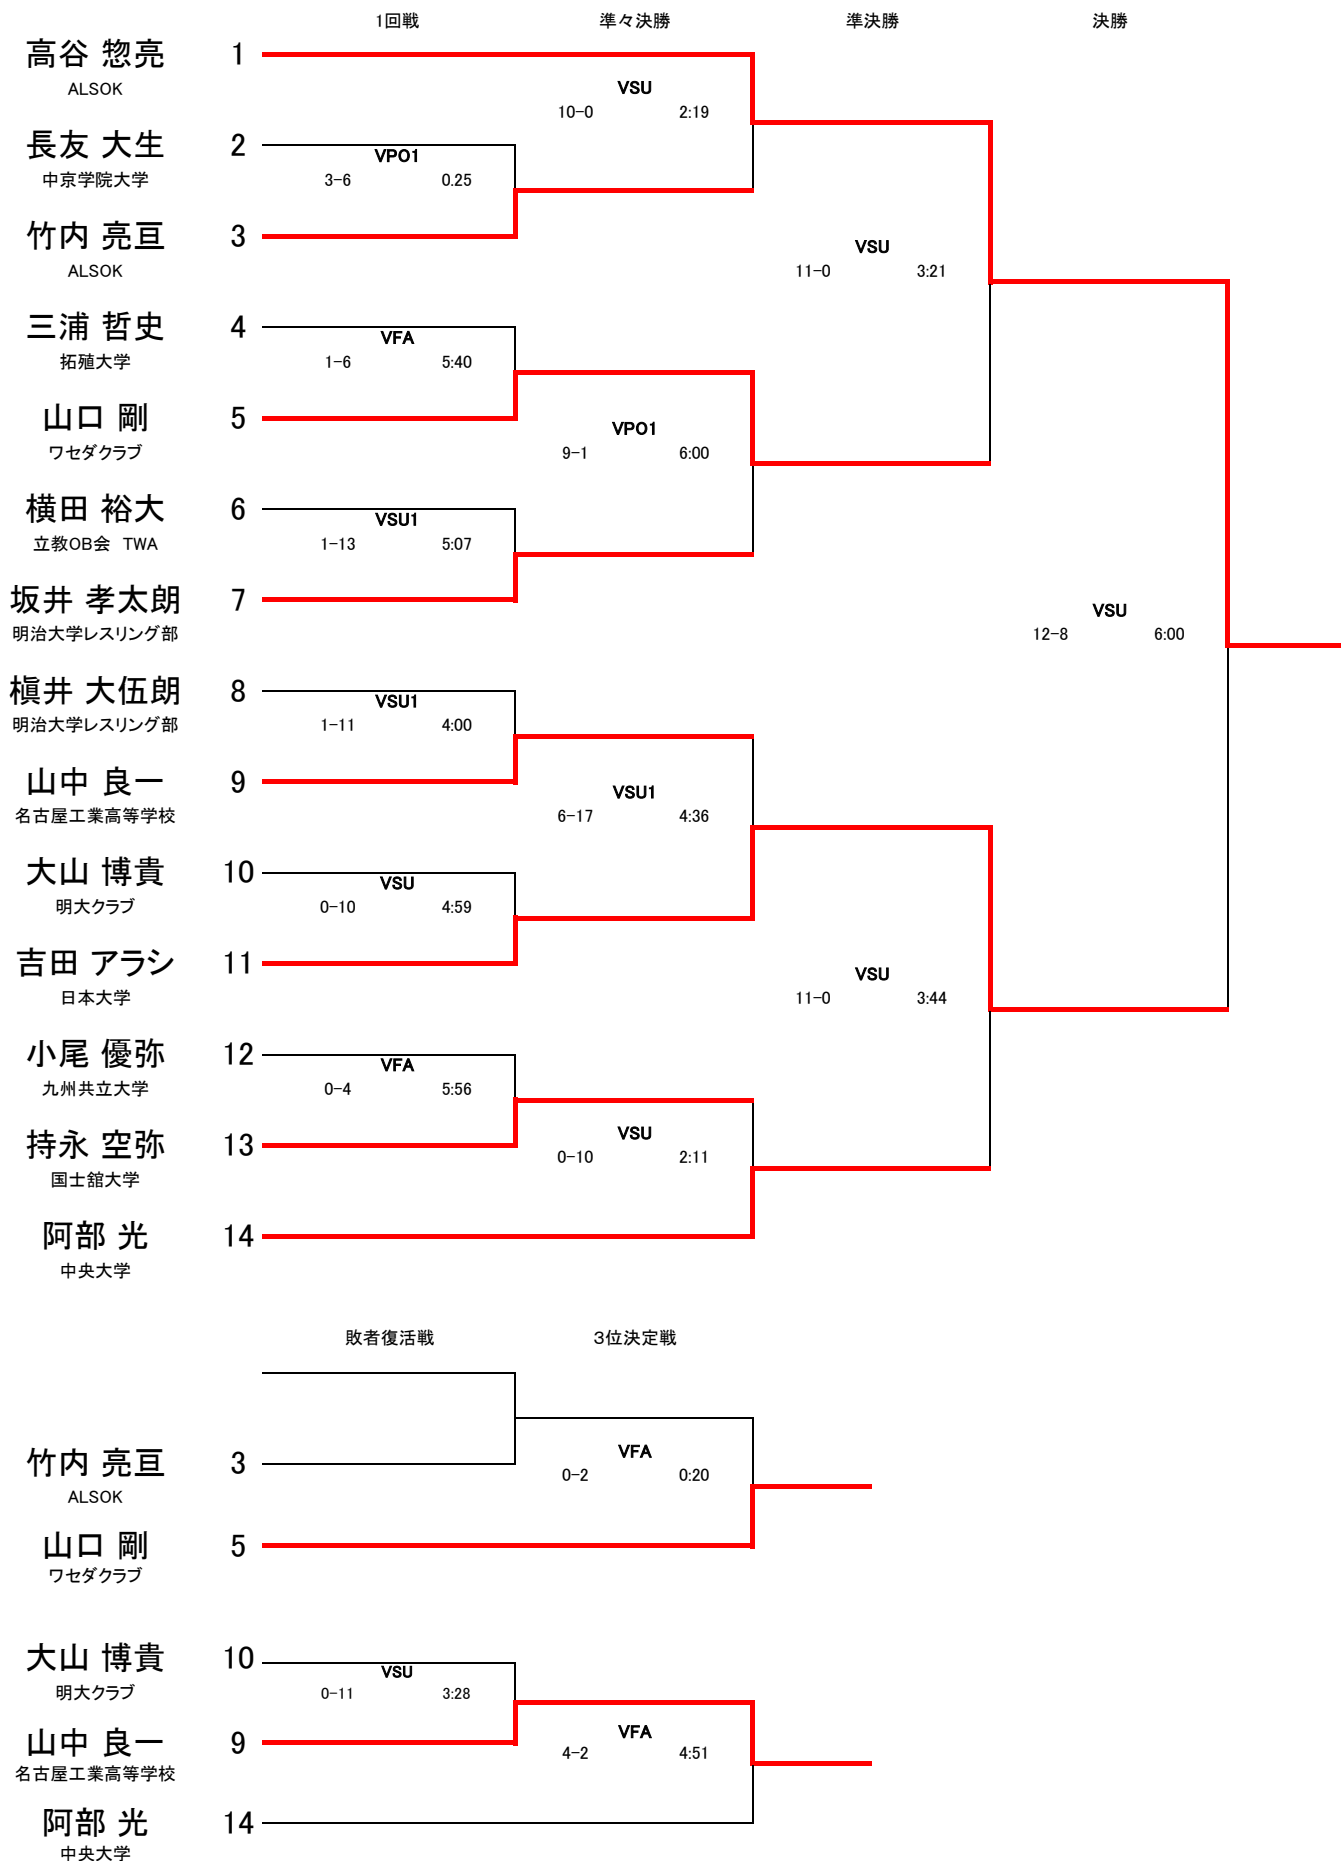 1回戦 準々決勝 準決勝 決勝
高谷 惣亮 1
ALSOK
VSU
10-0 2:19
長友 大生 2
中京学院大学
VPO1
3-6 0.25
竹内 亮亘 3
ALSOK
VSU
11-0 3:21
三浦 哲史 4
拓殖大学
VFA
1-6 5:40
山口 剛 5
ワセダクラブ
VPO1
9-1 6:00
横田 裕大 6
立教OB会 TWA
VSU1
1-13 5:07
坂井 孝太朗 7
明治大学レスリング部
VSU
12-8 6:00
槇井 大伍朗 8
明治大学レスリング部
VSU1
1-11 4:00
山中 良一 9
名古屋工業高等学校
VSU1
6-17 4:36
大山 博貴 10
明大クラブ
VSU
0-10 4:59
吉田 アラシ 11
日本大学
VSU
11-0 3:44
小尾 優弥 12
九州共立大学
VFA
0-4 5:56
持永 空弥 13
国士舘大学
VSU
0-10 2:11
阿部 光 14
中央大学
敗者復活戦 3位決定戦
竹内 亮亘 3
ALSOK
VFA
0-2 0:20
山口 剛 5
ワセダクラブ
大山 博貴 10
明大クラブ
VSU
0-11 3:28
山中 良一 9
名古屋工業高等学校
VFA
4-2 4:51
阿部 光 14
中央大学